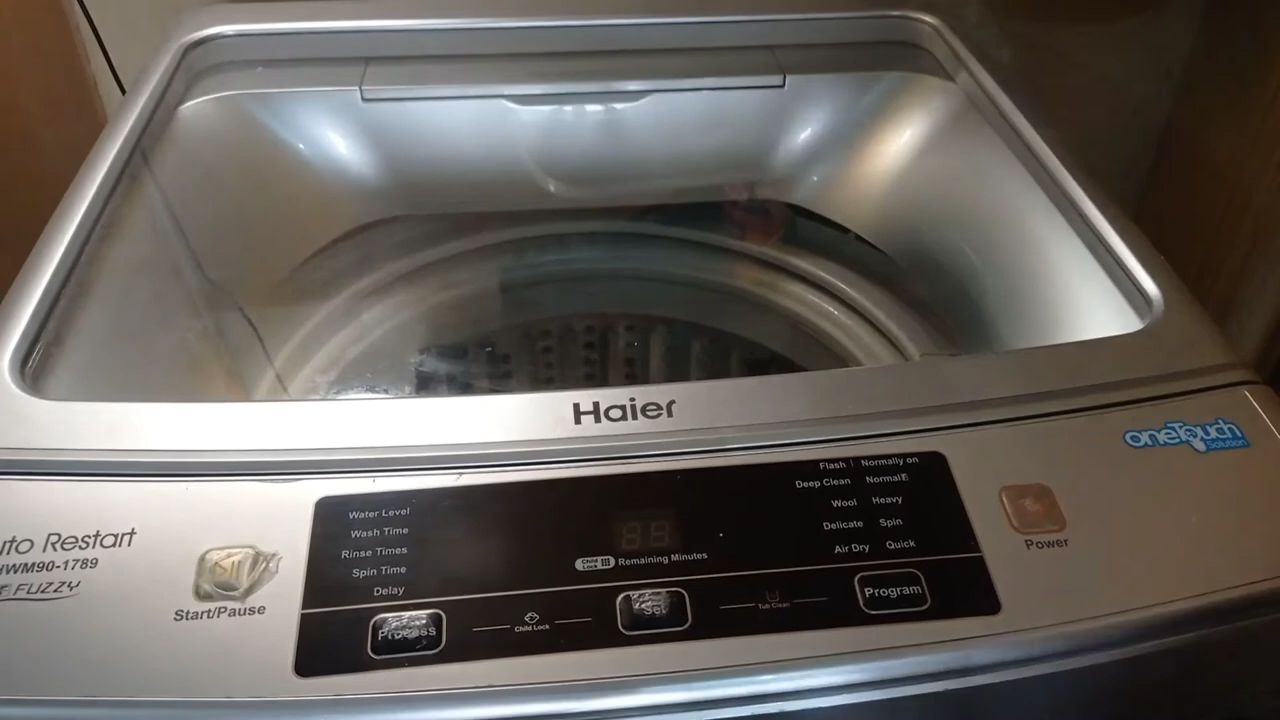 Haier
oneTouch
Solution
uto Restart
HWM90-1789
FUZZY
Start/Pause
Water Level
Wash Time
Rinse Times
Spin Time
Delay
88
Child Lock
Remaining Minutes
Flash Normally on
Deep Clean Normal
Wool Heavy
Delicate Spin
Air Dry Quick
Process
Child Lock
Set
Tub Clean
Program
Power